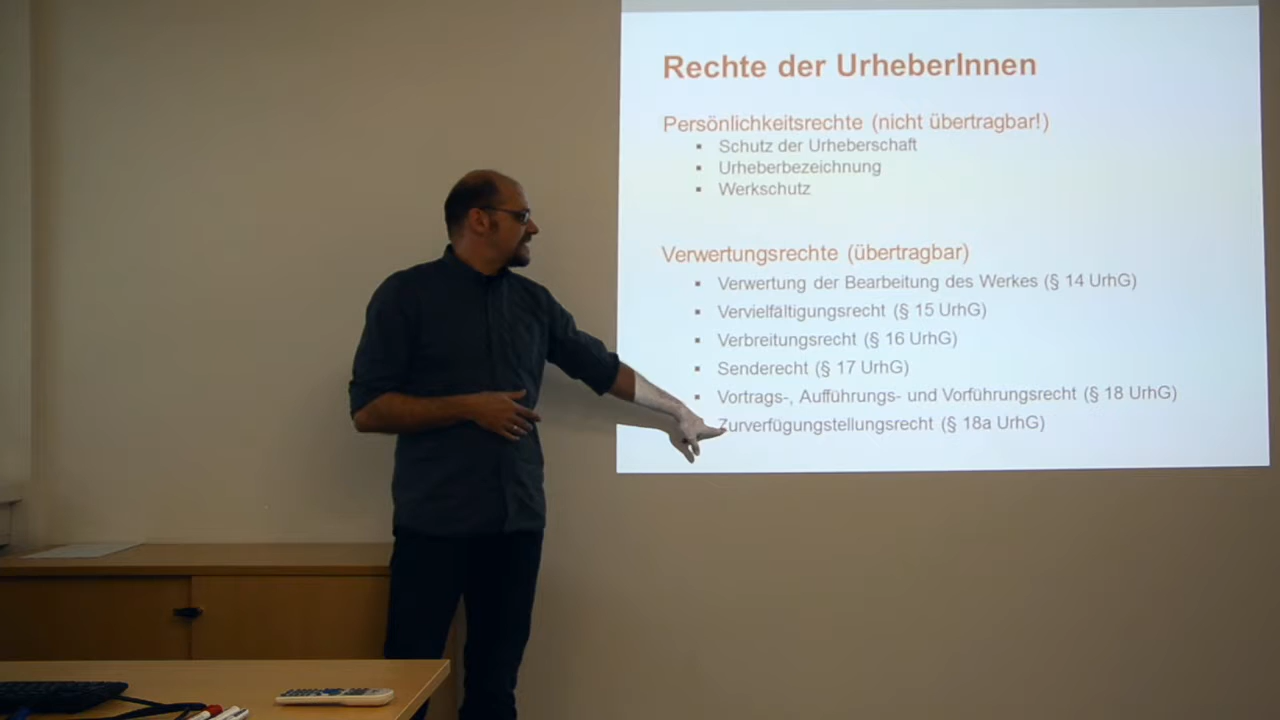 Rechte der UrheberInnen
Persönlichkeitsrechte (nicht übertragbar!)
▪ Schutz der Urheberschaft
▪ Urheberbezeichnung
▪ Werkschutz
Verwertungsrechte (übertragbar)
▪ Verwertung der Bearbeitung des Werkes (§ 14 UrhG)
▪ Vervielfältigungsrecht (§ 15 UrhG)
▪ Verbreitungsrecht (§ 16 UrhG)
▪ Senderecht (§ 17 UrhG)
▪ Vortrags-, Aufführungs- und Vorführungsrecht (§ 18 UrhG)
Zurverfügungstellungsrecht (§ 18a UrhG)